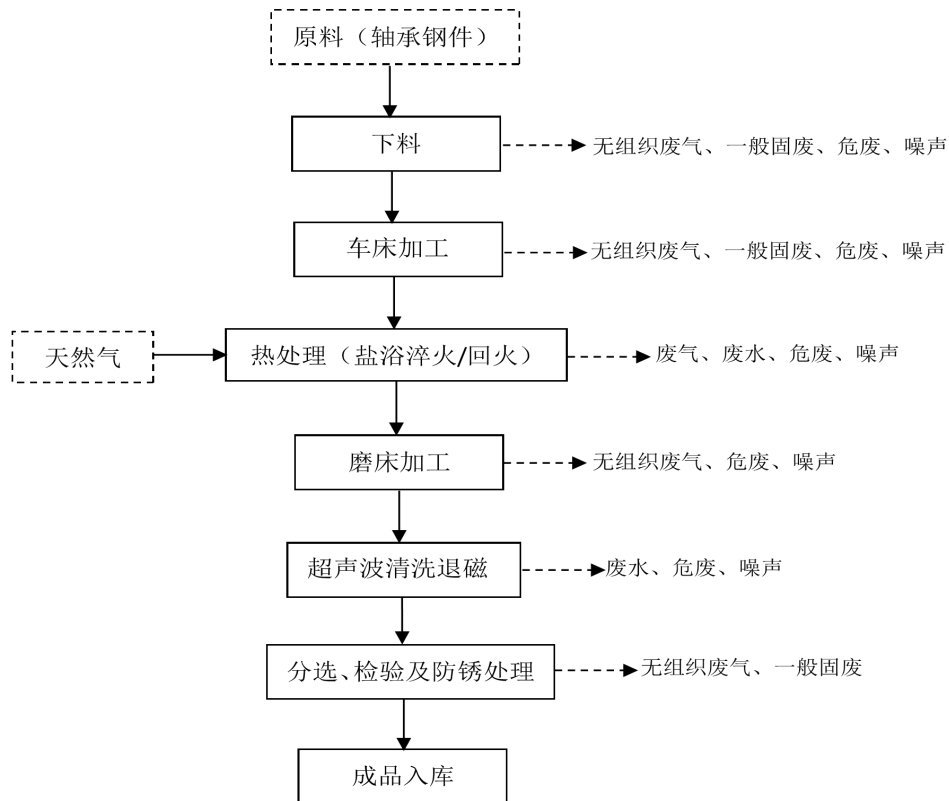 原料（轴承钢件）
下料
无组织废气、一般固废、危废、噪声
车床加工
无组织废气、一般固废、危废、噪声
天然气
热处理（盐浴淬火/回火）
废气、废水、危废、噪声
磨床加工
无组织废气、危废、噪声
超声波清洗退磁
废水、危废、噪声
分选、检验及防锈处理
无组织废气、一般固废
成品入库